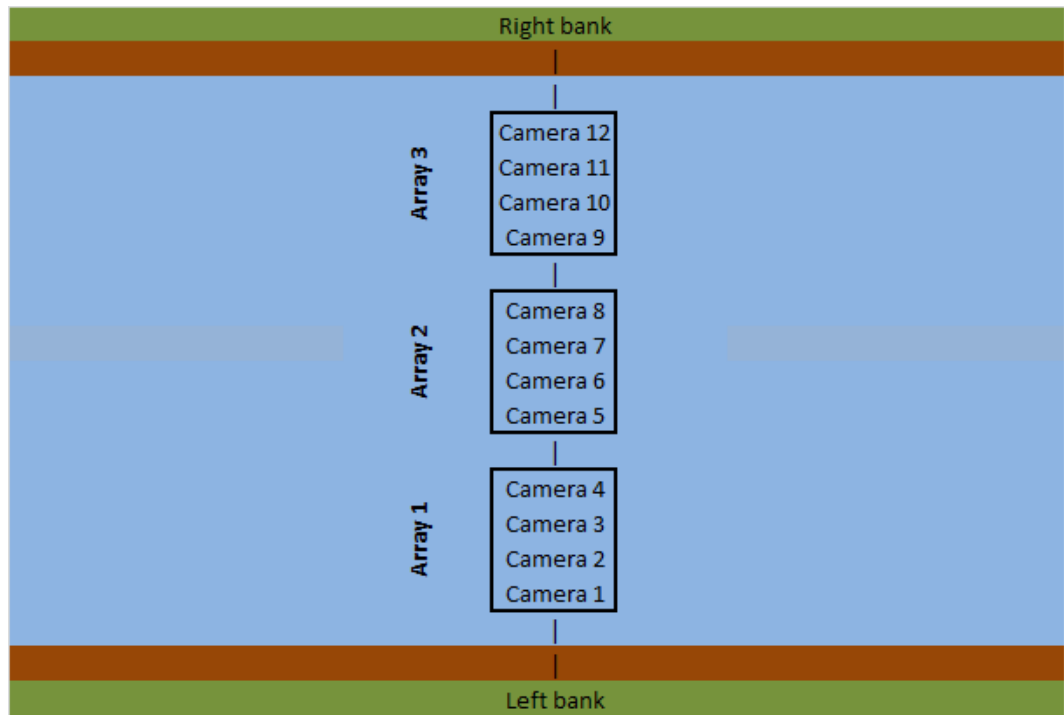 Right bank
Array 3
Camera 12
Camera 11
Camera 10
Camera 9
Array 2
Camera 8
Camera 7
Camera 6
Camera 5
Array 1
Camera 4
Camera 3
Camera 2
Camera 1
Left bank